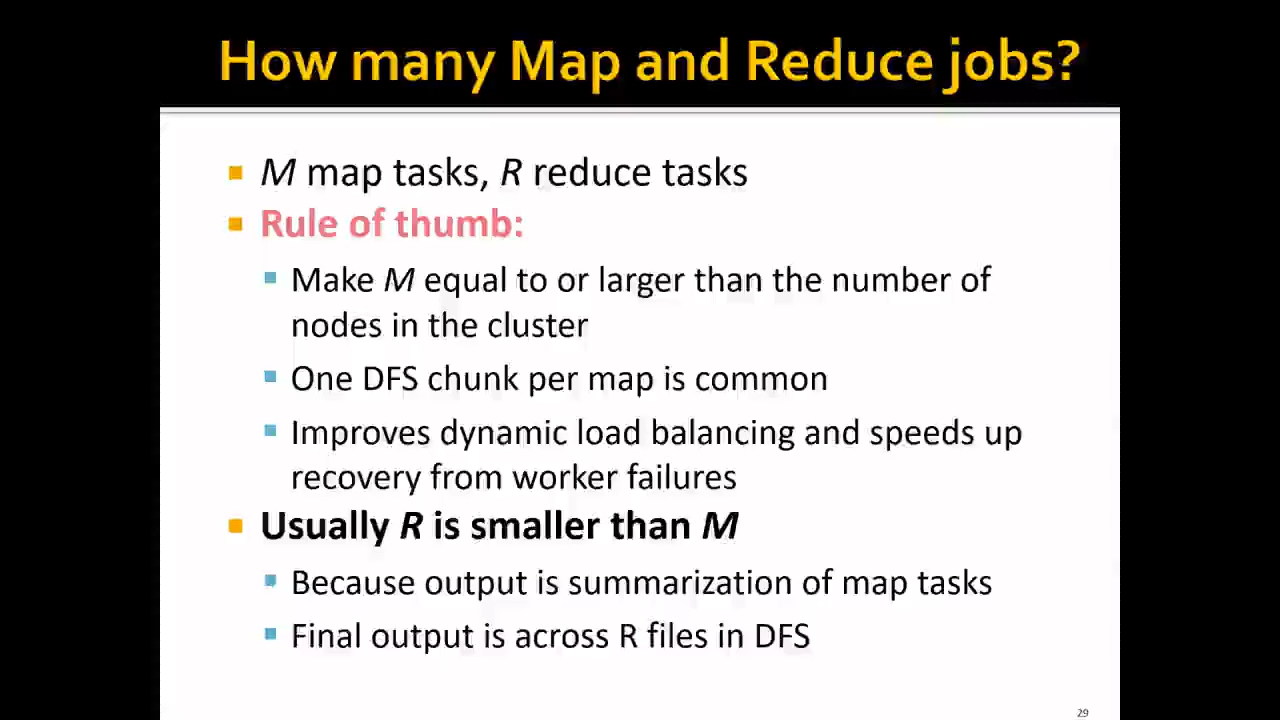 How many Map and Reduce jobs?
M map tasks, R reduce tasks
Rule of thumb:
Make M equal to or larger than the number of
nodes in the cluster
One DFS chunk per map is common
Improves dynamic load balancing and speeds up
recovery from worker failures
Usually R is smaller than M
Because output is summarization of map tasks
Final output is across R files in DFS
29